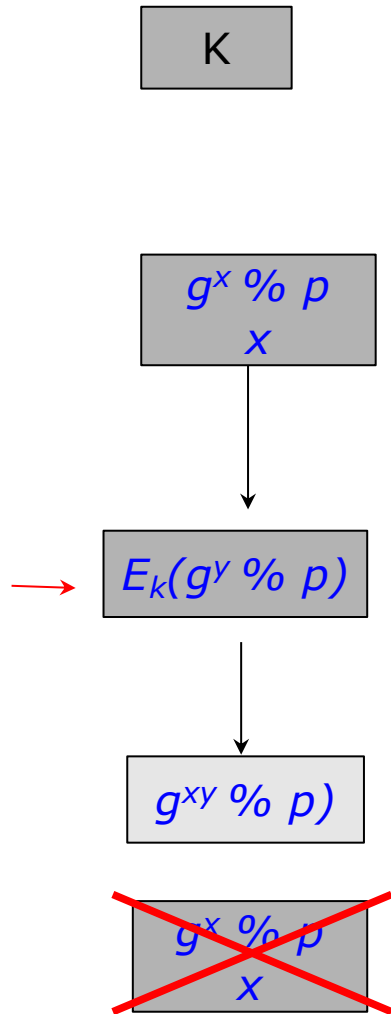 K
gˣ % p
x
Eₖ(gʸ % p)
gˣʸ % p)
gˣ % p
x